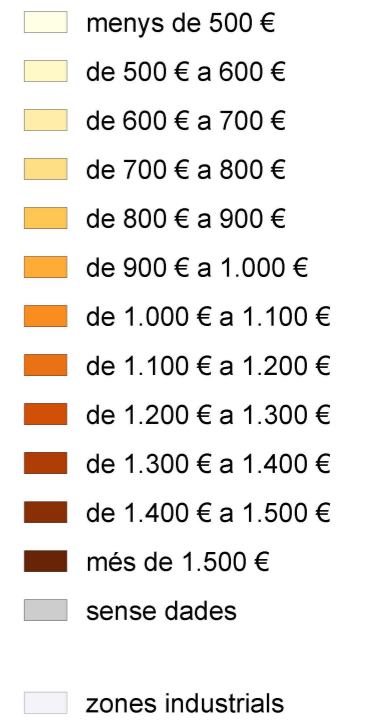 menys de 500 €
de 500 € a 600 €
de 600 € a 700 €
de 700 € a 800 €
de 800 € a 900 €
de 900 € a 1.000 €
de 1.000 € a 1.100 €
de 1.100 € a 1.200 €
de 1.200 € a 1.300 €
de 1.300 € a 1.400 €
de 1.400 € a 1.500 €
més de 1.500 €
sense dades
zones industrials